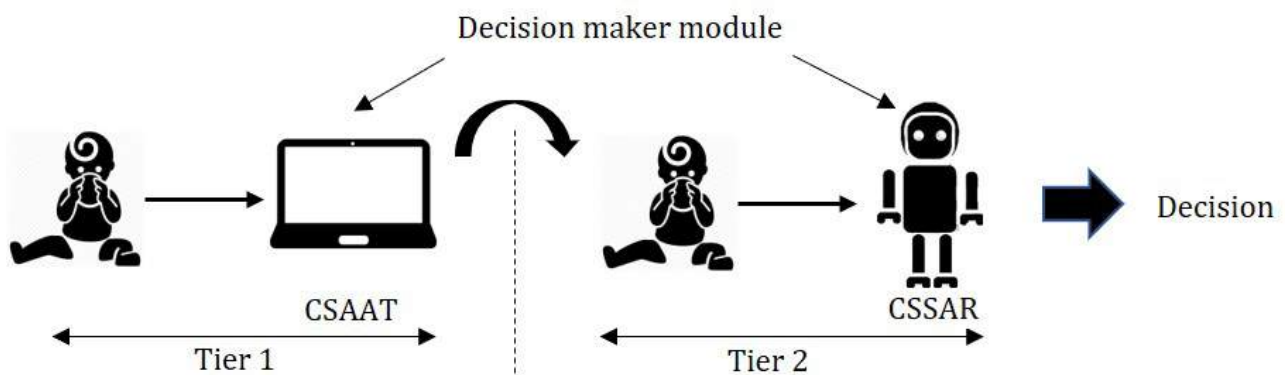 Decision maker module
Decision
CSAAT
CSSAR
Tier 1
Tier 2